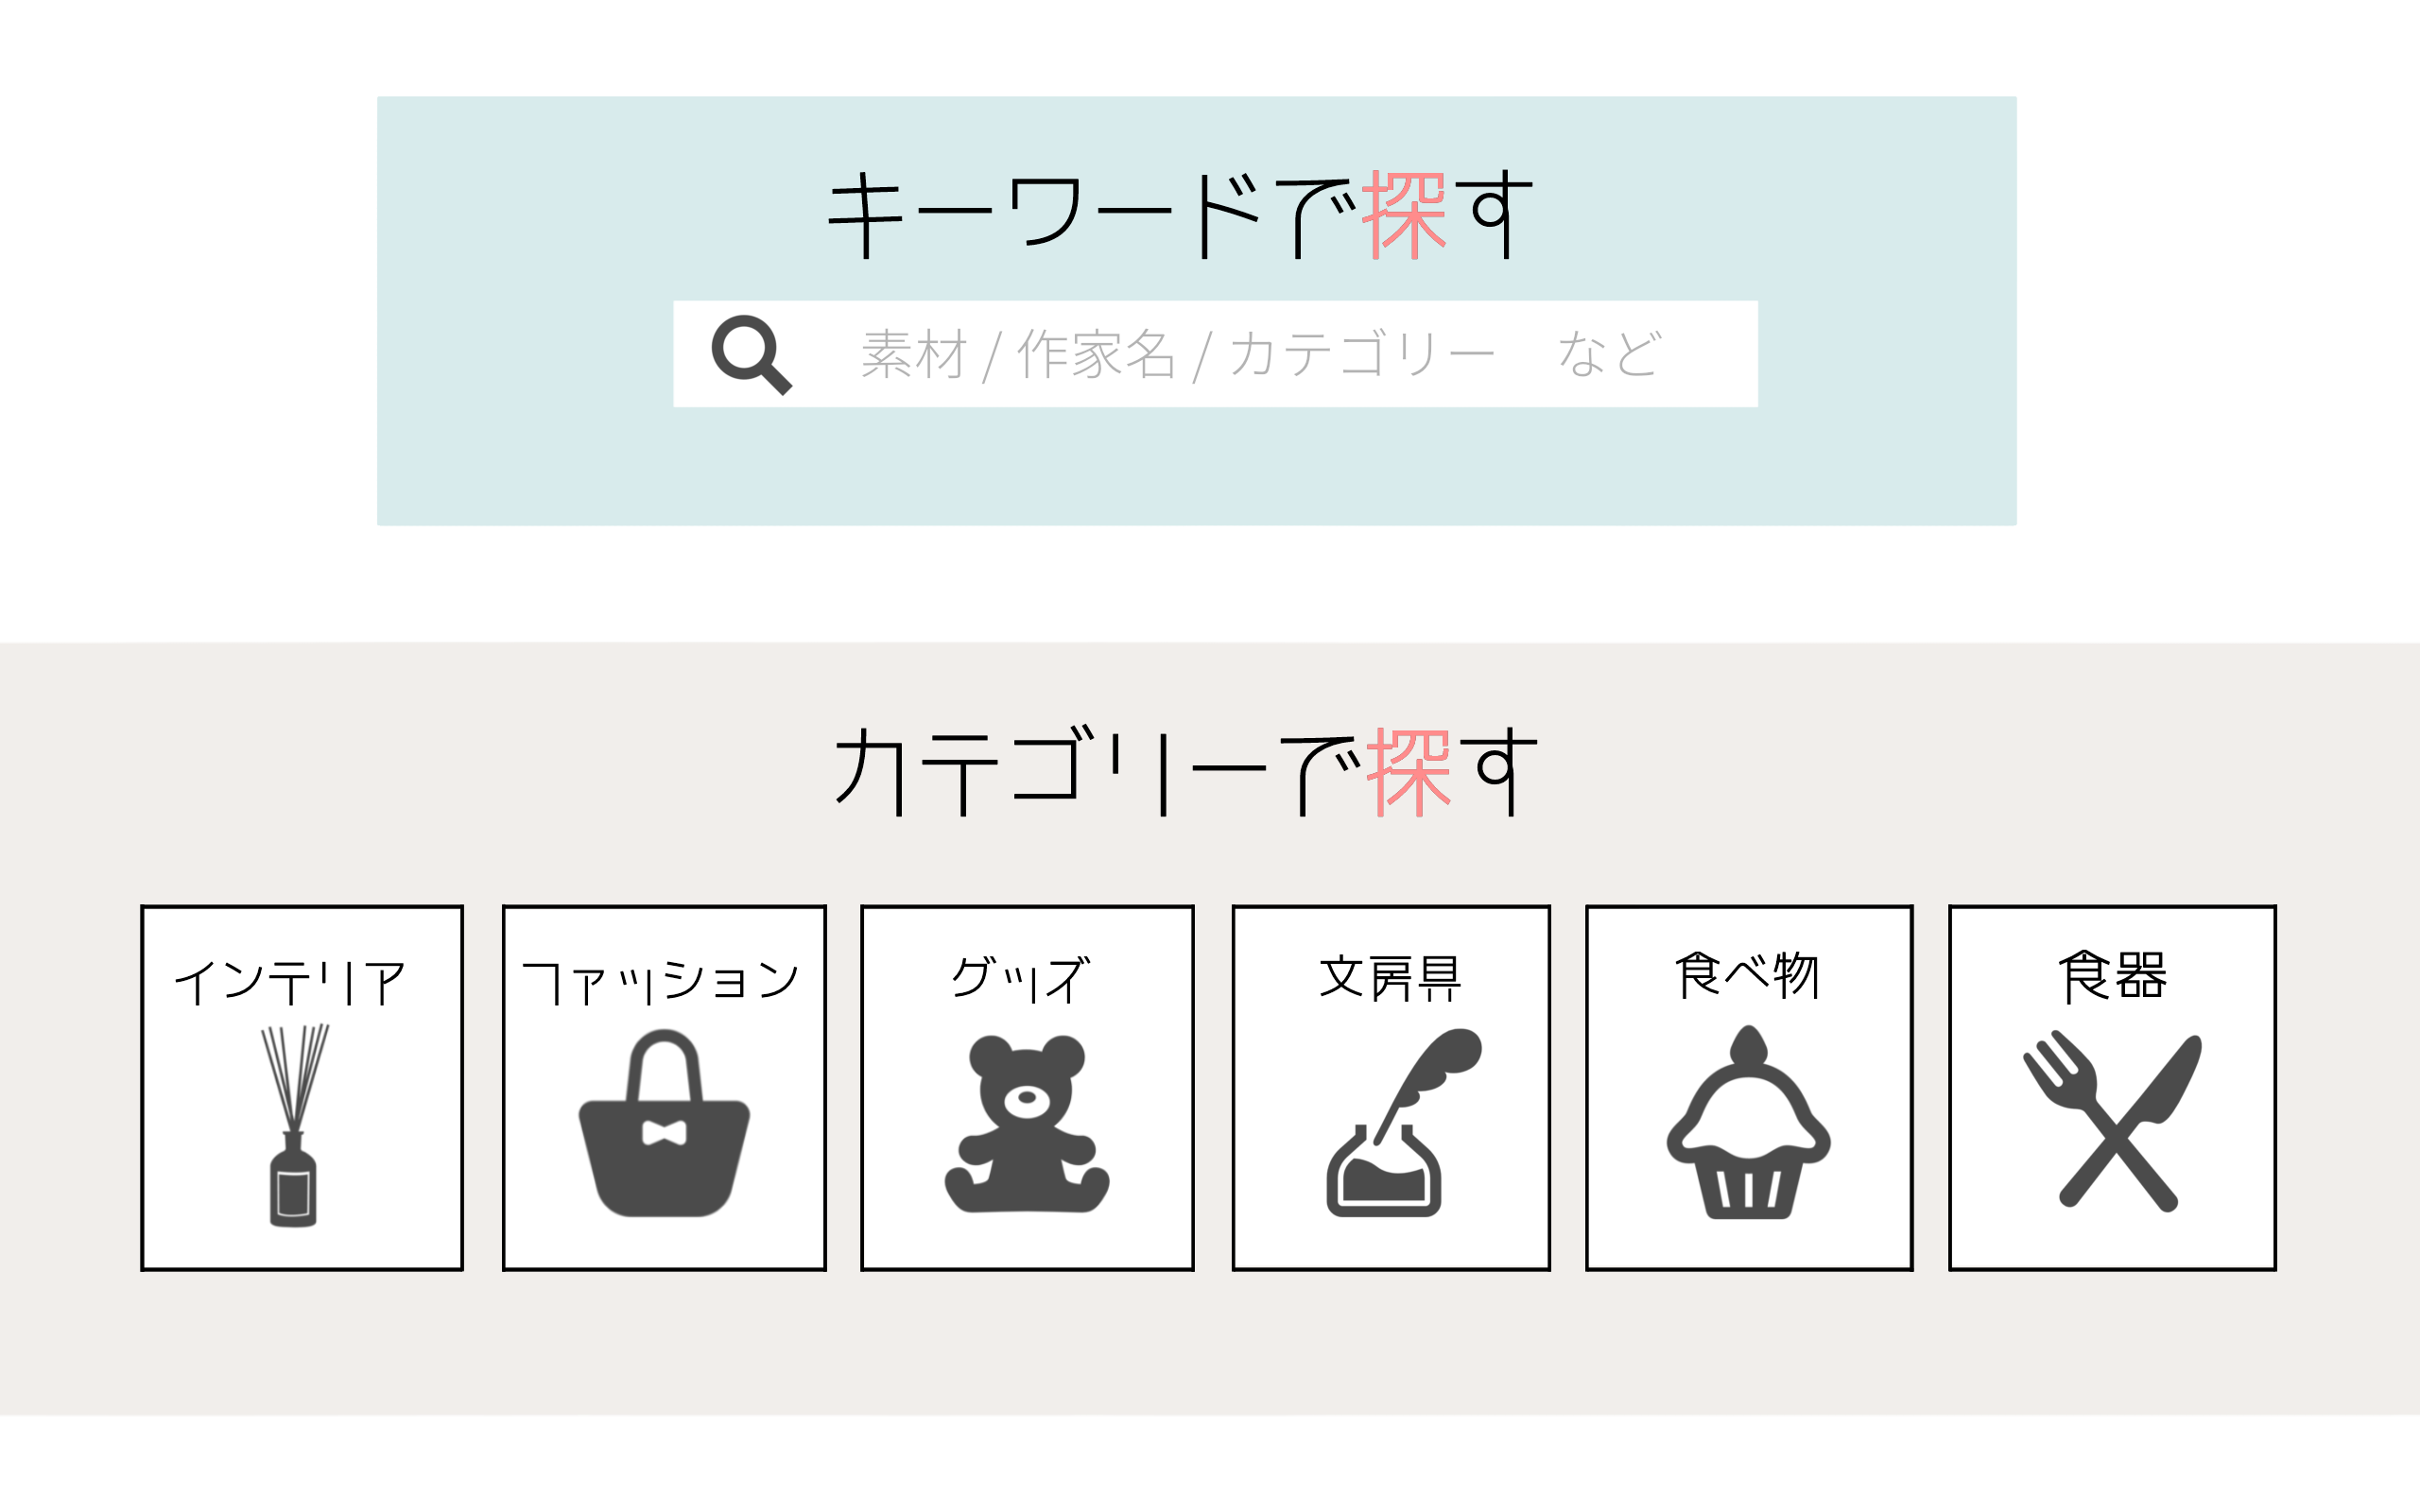 キーワードで探す
素材/作家名/カテゴリー　など
カテゴリーで探す
インテリア
ファッション
グッズ
文房具
食べ物
食器